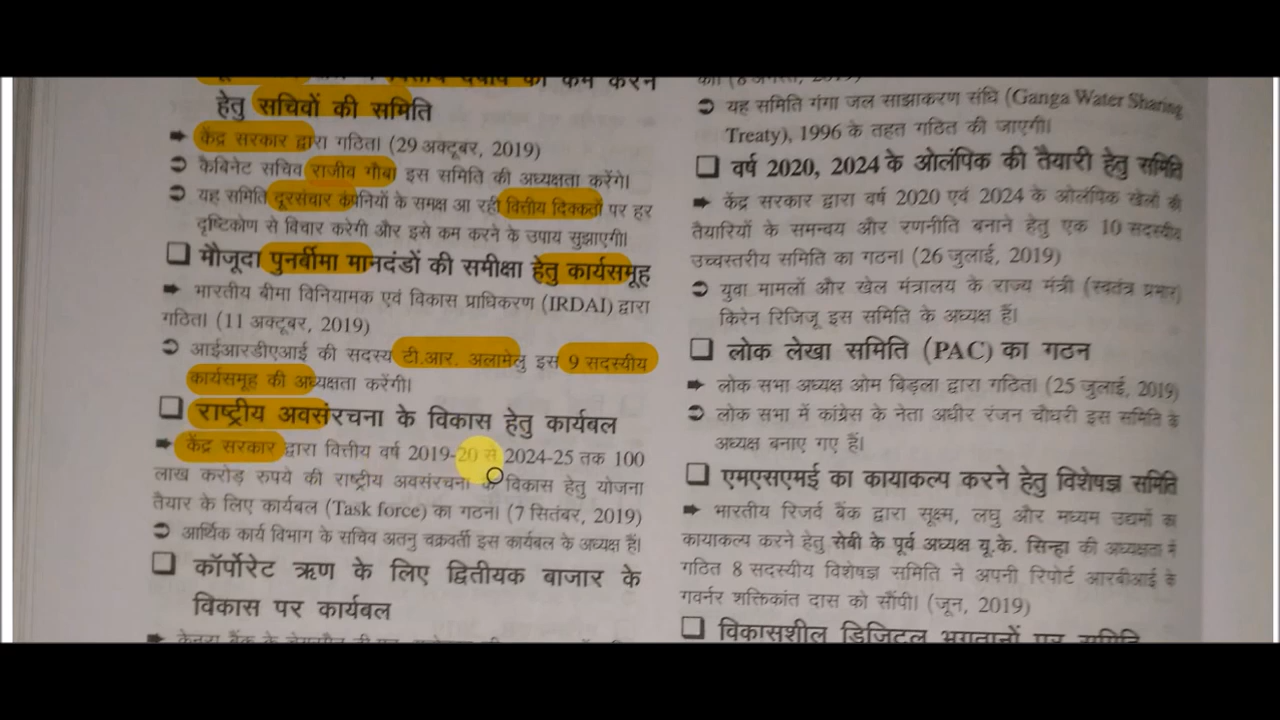 को कम करने
हेतु सचिवों की समिति
➡ केंद्र सरकार द्वारा गठित। (29 अक्टूबर, 2019)
⊃ कैबिनेट सचिव राजीव गौबा इस समिति की अध्यक्षता करेंगे।
⊃ यह समिति दूरसंचार कंपनियों के समक्ष आ रही वित्तीय दिक्कतों पर हर
दृष्टिकोण से विचार करेगी और इसे कम करने के उपाय सुझाएगी।
❑ मौजूदा पुनर्बीमा मानदंडों की समीक्षा हेतु कार्यसमूह
➡ भारतीय बीमा विनियामक एवं विकास प्राधिकरण (IRDAI) द्वारा
गठित। (11 अक्टूबर, 2019)
⊃ आईआरडीएआई की सदस्य टी.आर. अलामेलु इस 9 सदस्यीय
कार्यसमूह की अध्यक्षता करेंगी।
❑ राष्ट्रीय अवसंरचना के विकास हेतु कार्यबल
➡ केंद्र सरकार द्वारा वित्तीय वर्ष 2019-20 से 2024-25 तक 100
लाख करोड़ रुपये की राष्ट्रीय अवसंरचना के विकास हेतु योजना
तैयार के लिए कार्यबल (Task force) का गठन। (7 सितंबर, 2019)
⊃ आर्थिक कार्य विभाग के सचिव अतनु चक्रवर्ती इस कार्यबल के अध्यक्ष हैं।
❑ कॉर्पोरेट ऋण के लिए द्वितीयक बाजार के
विकास पर कार्यबल
(8 अगस्त, 2019)
⊃ यह समिति गंगा जल साझाकरण संधि (Ganga Water Sharing
Treaty), 1996 के तहत गठित की जाएगी।
❑ वर्ष 2020, 2024 के ओलंपिक की तैयारी हेतु समिति
➡ केंद्र सरकार द्वारा वर्ष 2020 एवं 2024 के ओलंपिक खेलों की
तैयारियों के समन्वय और रणनीति बनाने हेतु एक 10 सदस्यीय
उच्चस्तरीय समिति का गठन। (26 जुलाई, 2019)
⊃ युवा मामलों और खेल मंत्रालय के राज्य मंत्री (स्वतंत्र प्रभार)
किरेन रिजिजू इस समिति के अध्यक्ष हैं।
❑ लोक लेखा समिति (PAC) का गठन
➡ लोक सभा अध्यक्ष ओम बिड़ला द्वारा गठित। (25 जुलाई, 2019)
⊃ लोक सभा में कांग्रेस के नेता अधीर रंजन चौधरी इस समिति के
अध्यक्ष बनाए गए हैं।
❑ एमएसएमई का कायाकल्प करने हेतु विशेषज्ञ समिति
➡ भारतीय रिजर्व बैंक द्वारा सूक्ष्म, लघु और मध्यम उद्यमों का
कायाकल्प करने हेतु सेबी के पूर्व अध्यक्ष यू.के. सिन्हा की अध्यक्षता में
गठित 8 सदस्यीय विशेषज्ञ समिति ने अपनी रिपोर्ट आरबीआई के
गवर्नर शक्तिकांत दास को सौंपी। (जून, 2019)
❑ विकासशील डिजिटल भुगतानों पर समिति